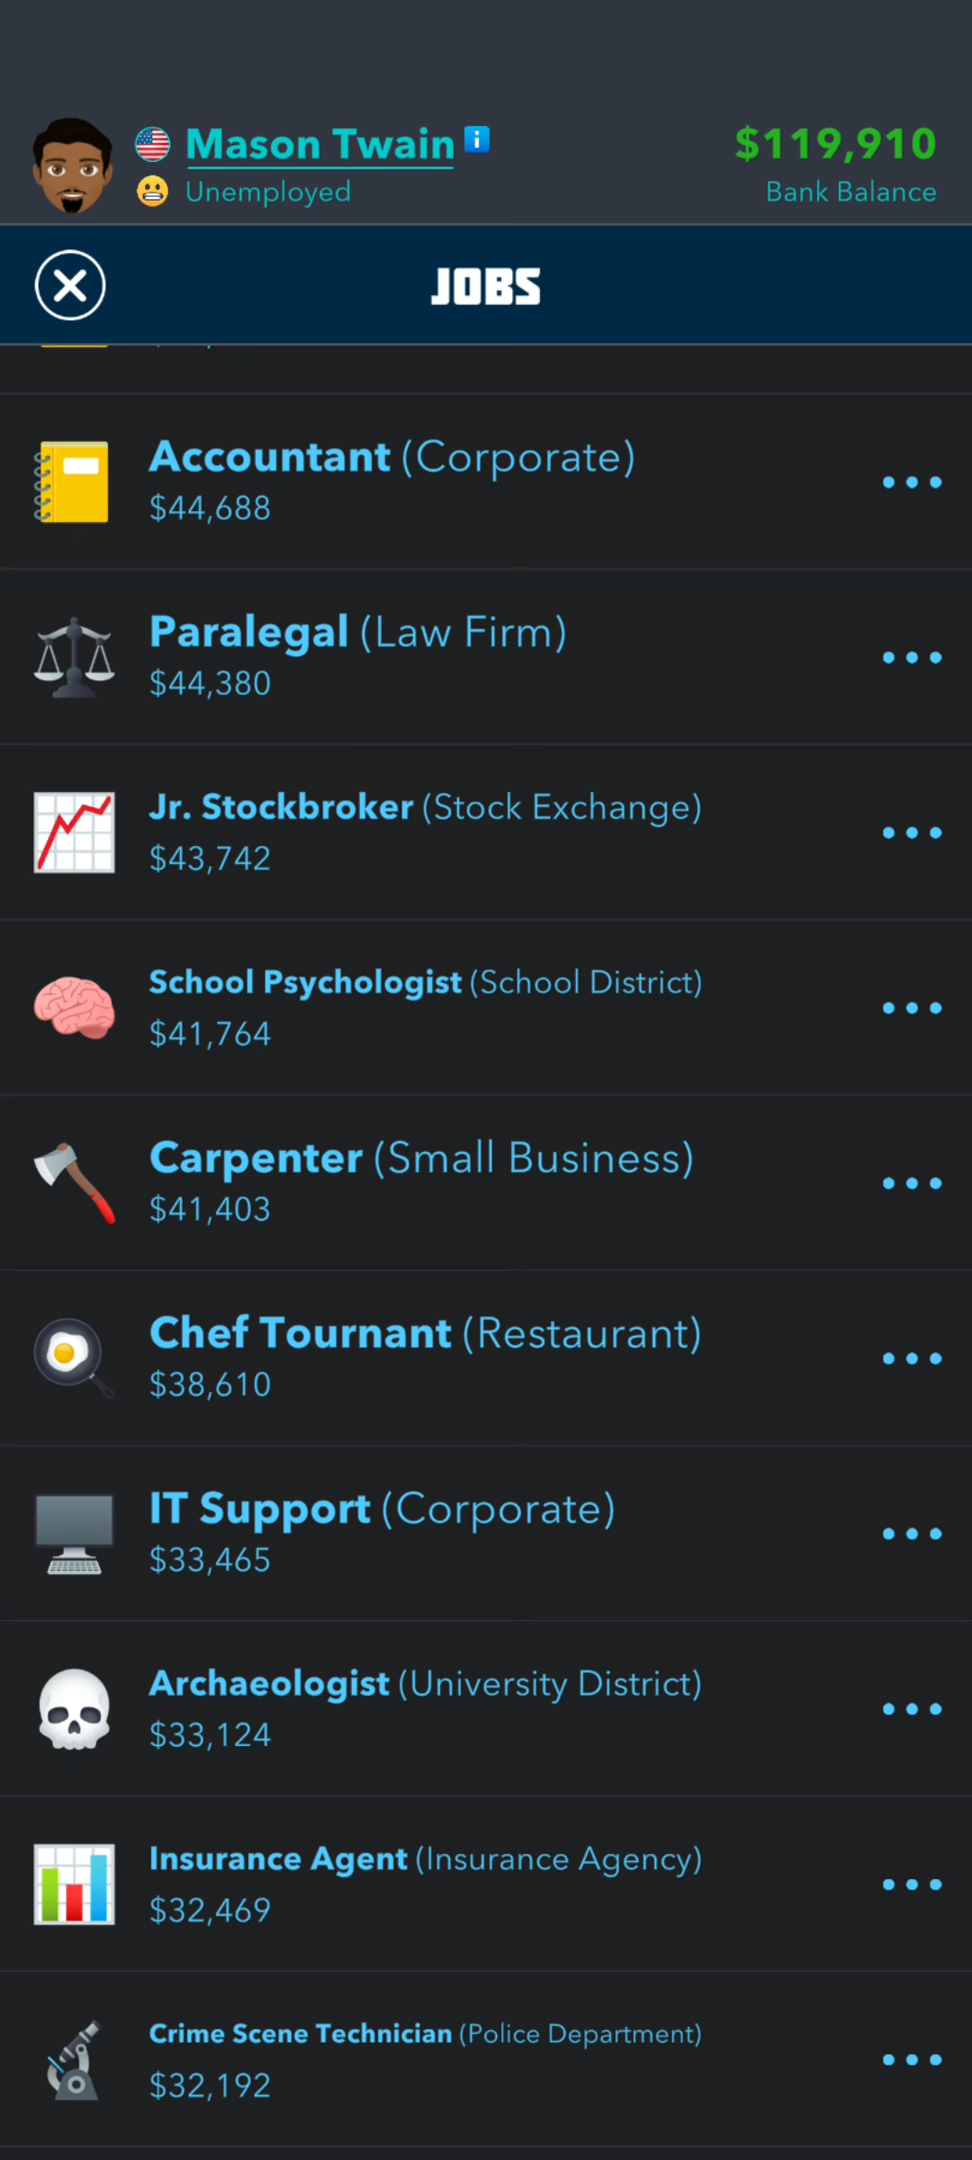 Mason Twain
$119,910
Unemployed
Bank Balance
JOBS
Accountant (Corporate)
$44,688
Paralegal (Law Firm)
$44,380
Jr. Stockbroker (Stock Exchange)
$43,742
School Psychologist (School District)
$41,764
Carpenter (Small Business)
$41,403
Chef Tournant (Restaurant)
$38,610
IT Support (Corporate)
$33,465
Archaeologist (University District)
$33,124
Insurance Agent (Insurance Agency)
$32,469
Crime Scene Technician (Police Department)
$32,192